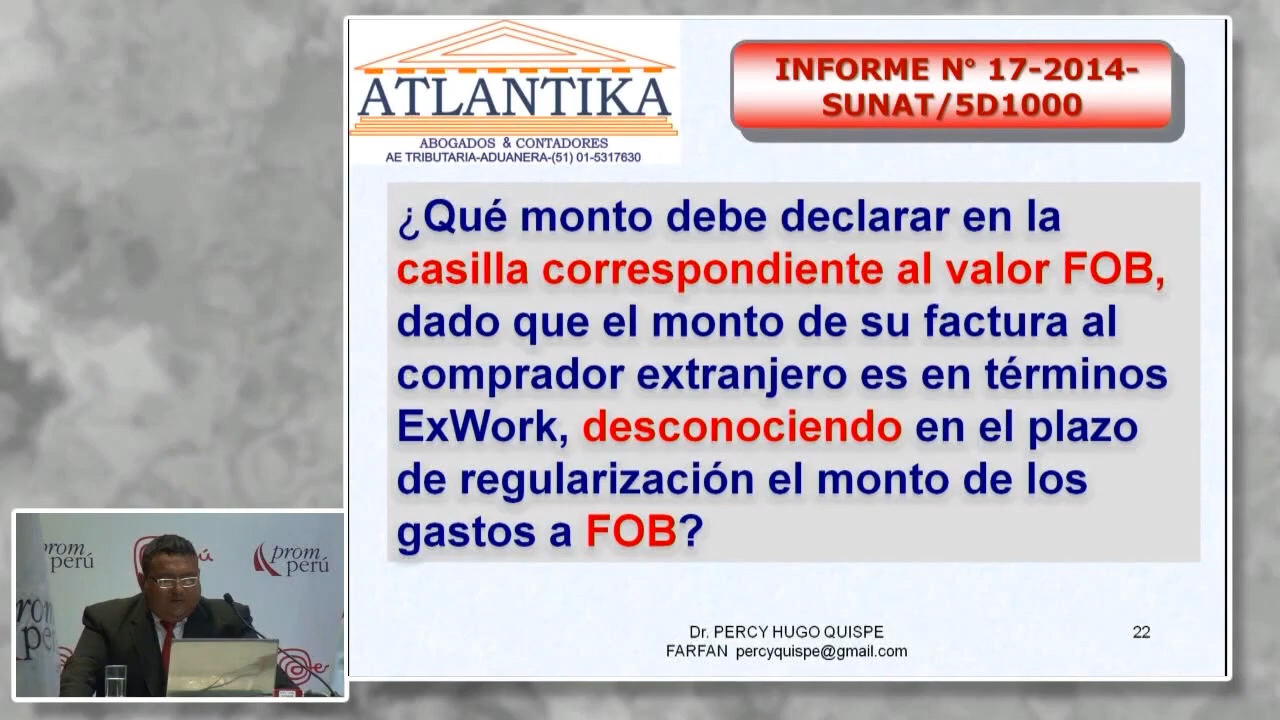 ATLANTIKA
ABOGADOS & CONTADORES
AE TRIBUTARIA-ADUANERA-(51) 01-5317630
INFORME N° 17-2014-
SUNAT/5D1000
¿Qué monto debe declarar en la
casilla correspondiente al valor FOB,
dado que el monto de su factura al
comprador extranjero es en términos
ExWork, desconociendo en el plazo
de regularización el monto de los
gastos a FOB?
Dr. PERCY HUGO QUISPE
FARFAN percyquispe@gmail.com
22
prom
perú
prom
perú